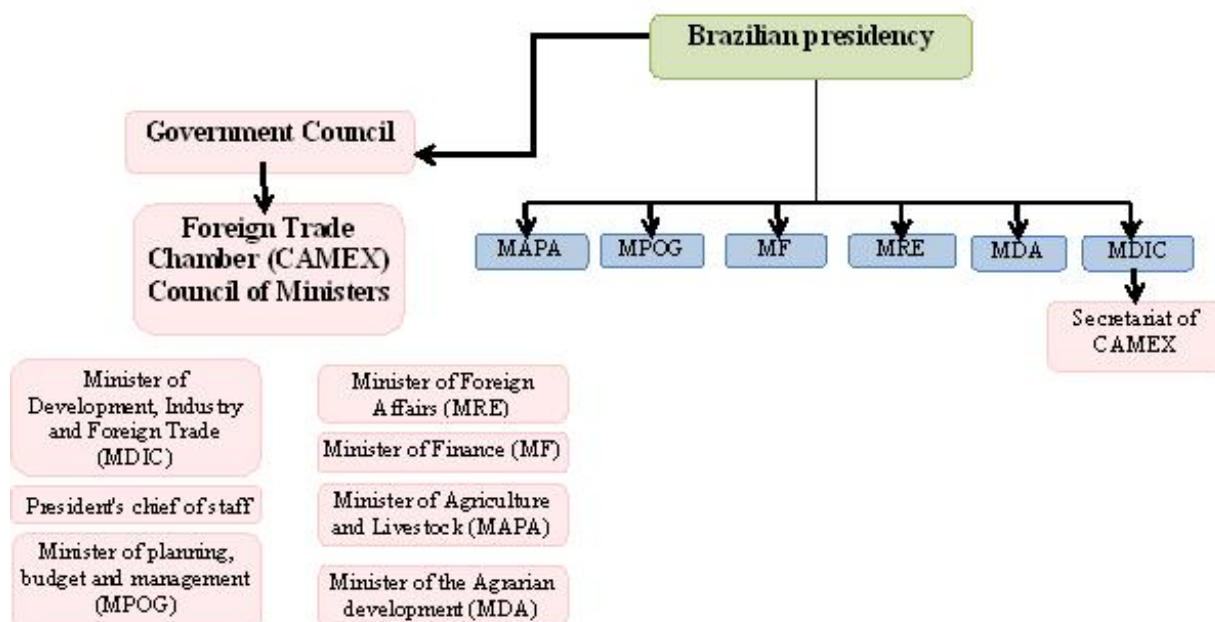 Brazilian presidency
Government Council
Foreign Trade
Chamber (CAMEX)
Council of Ministers
MAPA
MPOG
MF
MRE
MDA
MDIC
Secretariat of
CAMEX
Minister of
Development, Industry
and Foreign Trade
(MDIC)
President's chief of staff
Minister of planning,
budget and management
(MPOG)
Minister of Foreign
Affairs (MRE)
Minister of Finance (MF)
Minister of Agriculture
and Livestock (MAPA)
Minister of the Agrarian
development (MDA)